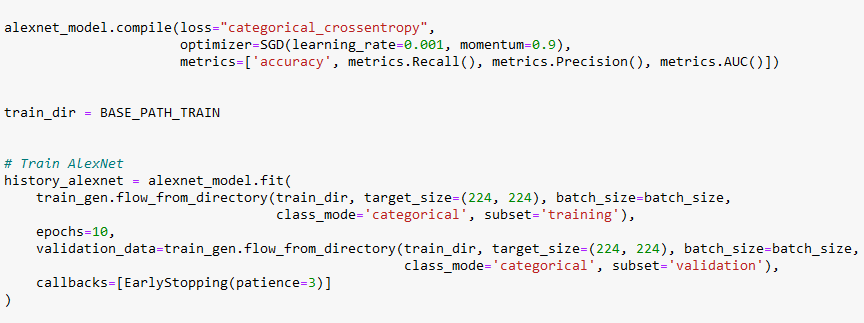 alexnet_model.compile(loss="categorical_crossentropy",
                      optimizer=SGD(learning_rate=0.001, momentum=0.9),
                      metrics=['accuracy', metrics.Recall(), metrics.Precision(), metrics.AUC()])
train_dir = BASE_PATH_TRAIN
# Train AlexNet
history_alexnet = alexnet_model.fit(
    train_gen.flow_from_directory(train_dir, target_size=(224, 224), batch_size=batch_size,
                                  class_mode='categorical', subset='training'),
    epochs=10,
    validation_data=train_gen.flow_from_directory(train_dir, target_size=(224, 224), batch_size=batch_size,
                                                  class_mode='categorical', subset='validation'),
    callbacks=[EarlyStopping(patience=3)]
)